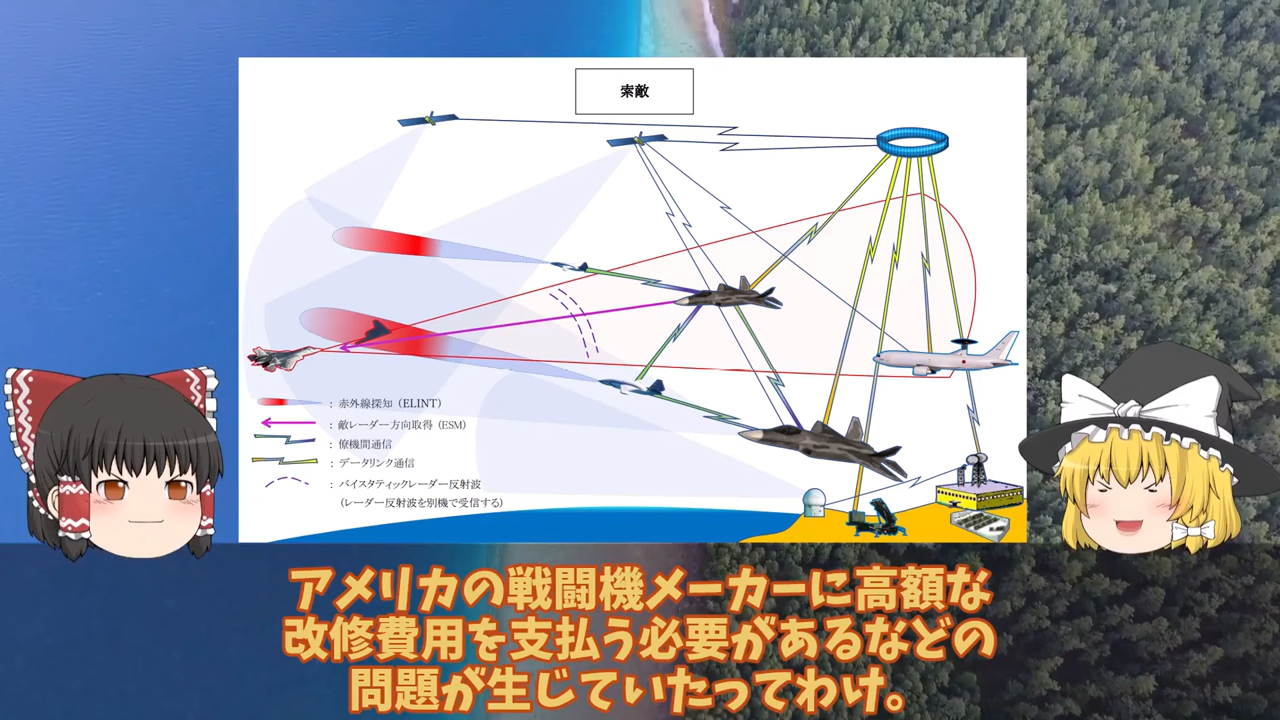 索敵
：赤外線探知（ELINT）
：敵レーダー方向取得（ESM）
：僚機間通信
：データリンク通信
：バイスタティックレーダー反射波
（レーダー反射波を別機で受信する）
アメリカの戦闘機メーカーに高額な
改修費用を支払う必要があるなどの
問題が生じていたってわけ。